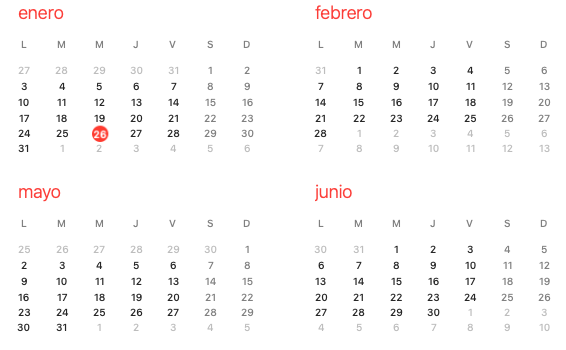 enero
L M M J V S D
27 28 29 30 31 1 2
3 4 5 6 7 8 9
10 11 12 13 14 15 16
17 18 19 20 21 22 23
24 25 26 27 28 29 30
31 1 2 3 4 5 6
febrero
L M M J V S D
31 1 2 3 4 5 6
7 8 9 10 11 12 13
14 15 16 17 18 19 20
21 22 23 24 25 26 27
28 1 2 3 4 5 6
7 8 9 10 11 12 13
mayo
L M M J V S D
25 26 27 28 29 30 1
2 3 4 5 6 7 8
9 10 11 12 13 14 15
16 17 18 19 20 21 22
23 24 25 26 27 28 29
30 31 1 2 3 4 5
junio
L M M J V S D
30 31 1 2 3 4 5
6 7 8 9 10 11 12
13 14 15 16 17 18 19
20 21 22 23 24 25 26
27 28 29 30 1 2 3
4 5 6 7 8 9 10